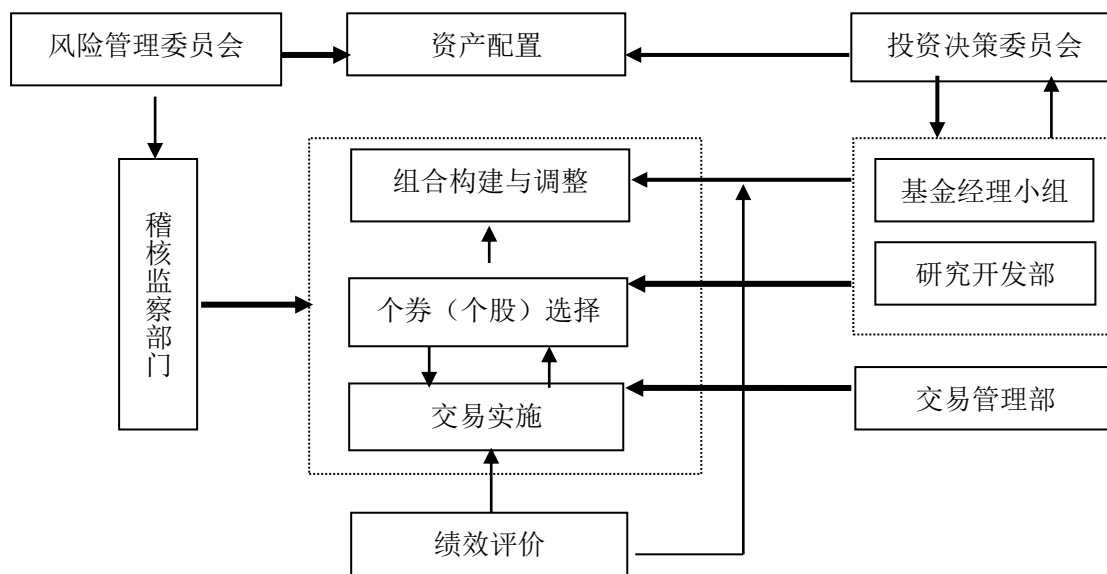 风险管理委员会
资产配置
投资决策委员会
组合构建与调整
基金经理小组
稽核监察部门
研究开发部
个券（个股）选择
交易实施
交易管理部
绩效评价